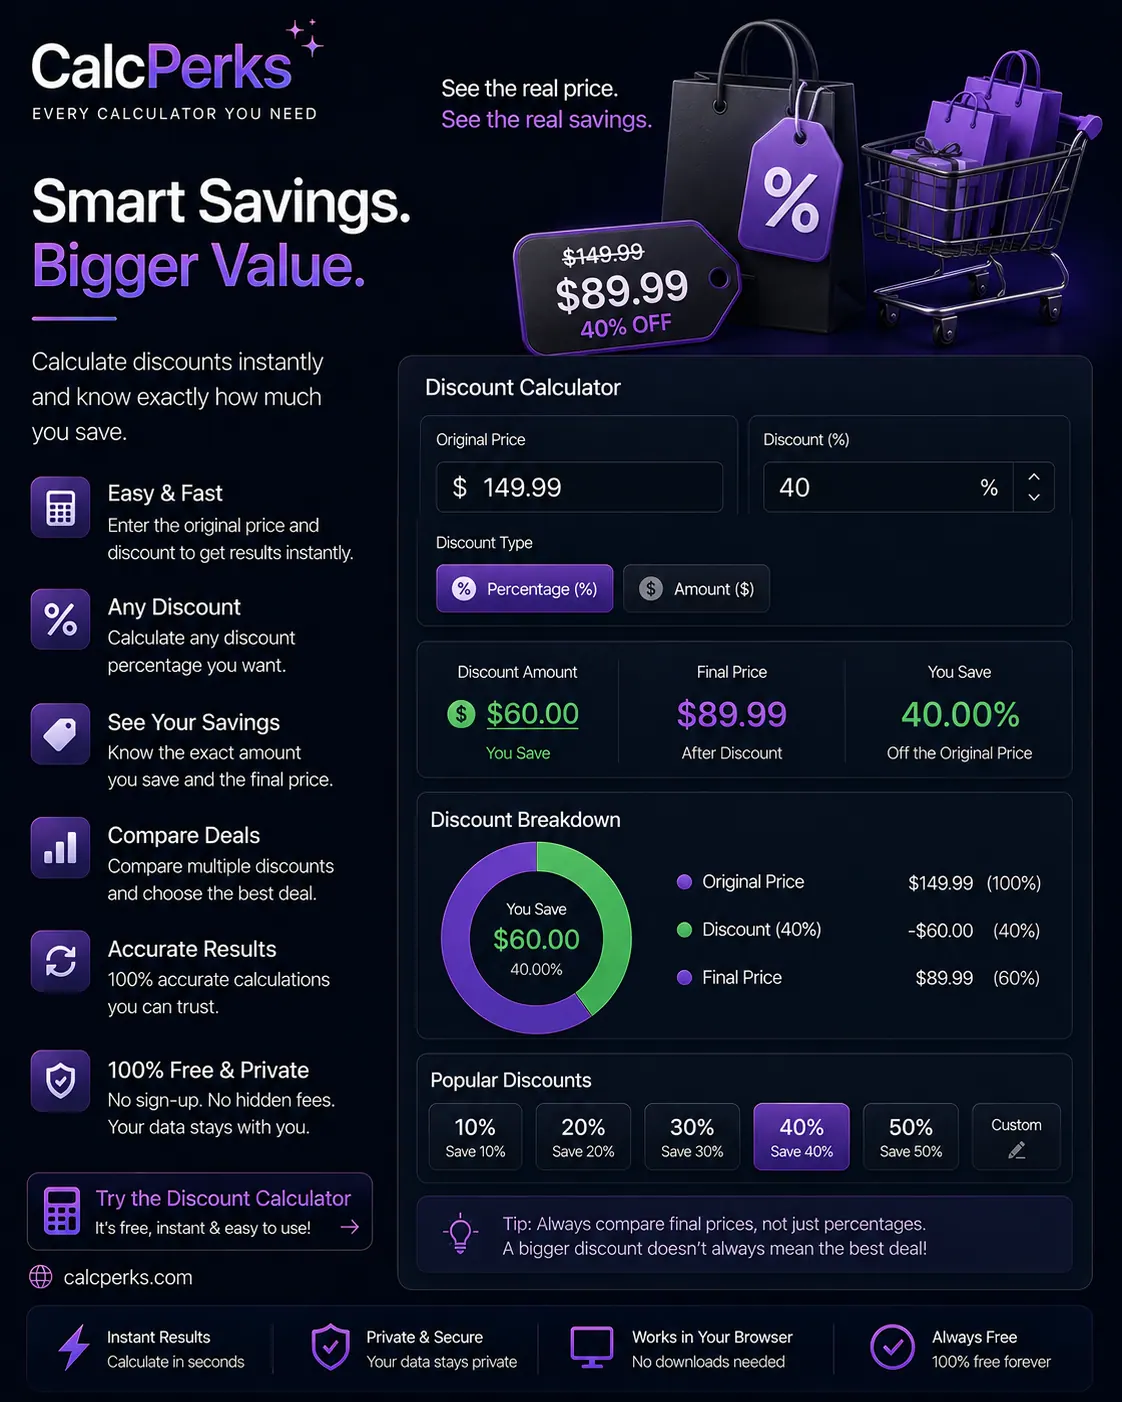 CalcPerks
EVERY CALCULATOR YOU NEED
See the real price.
See the real savings.
Smart Savings.
Bigger Value.
%
$149.99
$89.99
40% OFF
Calculate discounts instantly
and know exactly how much
you save.
Easy & Fast
Enter the original price and
discount to get results instantly.
%
Any Discount
Calculate any discount
percentage you want.
See Your Savings
Know the exact amount
you save and the final price.
Compare Deals
Compare multiple discounts
and choose the best deal.
Accurate Results
100% accurate calculations
you can trust.
100% Free & Private
No sign-up. No hidden fees.
Your data stays with you.
Try the Discount Calculator
It's free, instant & easy to use! →
calcperks.com
Discount Calculator
Original Price
$ 149.99
Discount (%)
40 %
Discount Type
% Percentage (%)
$ Amount ($)
Discount Amount
$ $60.00
You Save
Final Price
$89.99
After Discount
You Save
40.00%
Off the Original Price
Discount Breakdown
You Save
$60.00
40.00%
Original Price $149.99 (100%)
Discount (40%) -$60.00 (40%)
Final Price $89.99 (60%)
Popular Discounts
10%
Save 10%
20%
Save 20%
30%
Save 30%
40%
Save 40%
50%
Save 50%
Custom
Tip: Always compare final prices, not just percentages.
A bigger discount doesn't always mean the best deal!
Instant Results
Calculate in seconds
Private & Secure
Your data stays private
Works in Your Browser
No downloads needed
Always Free
100% free forever